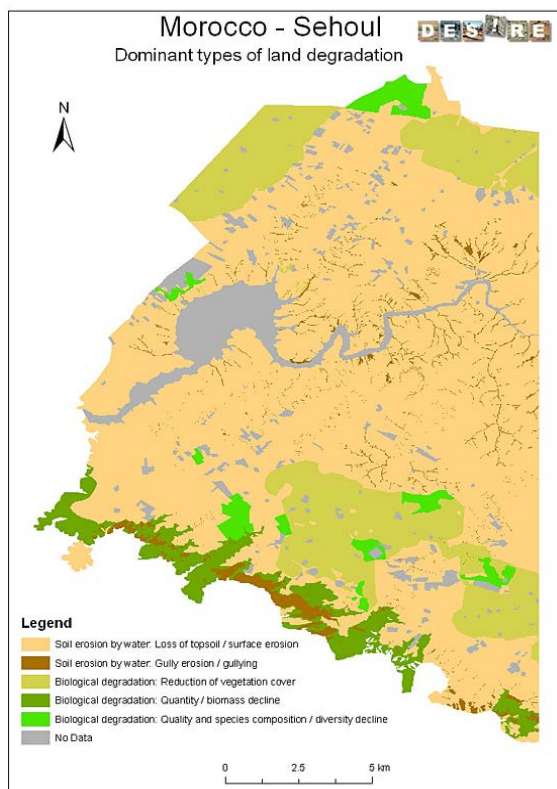 Morocco - Sehoul
DESIRE
Dominant types of land degradation
N
Legend
Soil erosion by water: Loss of topsoil / surface erosion
Soil erosion by water: Gully erosion / gullying
Biological degradation: Reduction of vegetation cover
Biological degradation: Quantity / biomass decline
Biological degradation: Quality and species composition / diversity decline
No Data
0 2.5 5 km